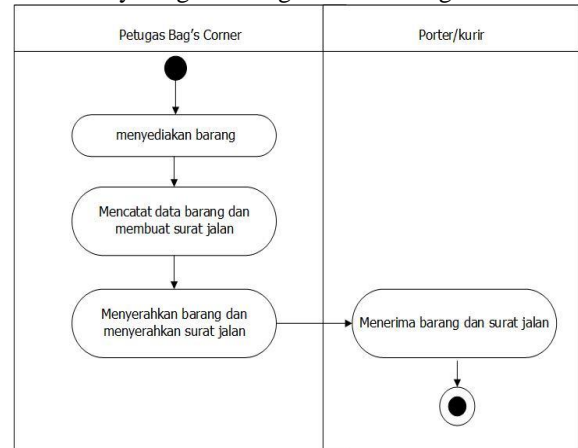 Petugas Bag's Corner
Porter/kurir
menyediakan barang
Mencatat data barang dan
membuat surat jalan
Menyerahkan barang dan
menyerahkan surat jalan
Menerima barang dan surat jalan